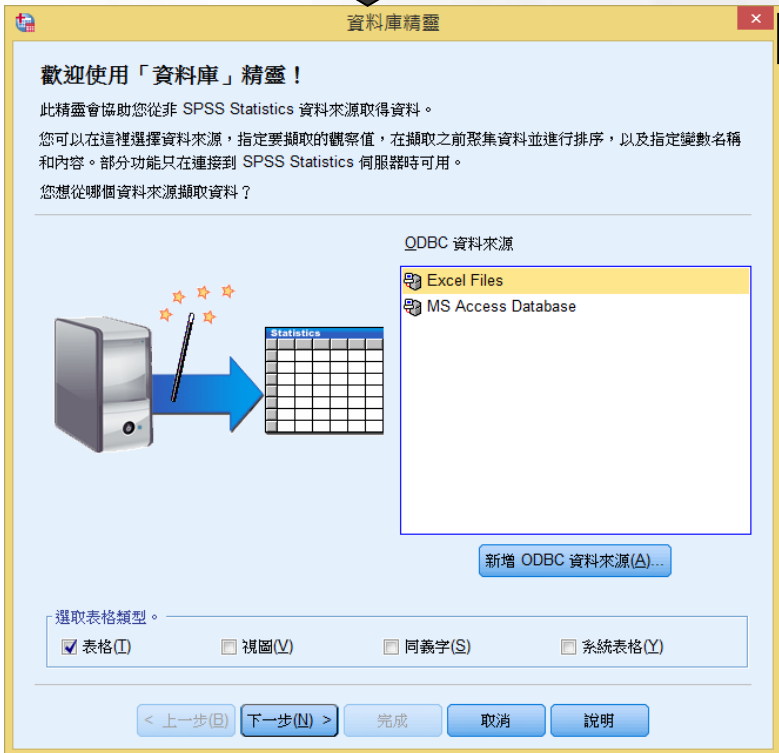 資料庫精靈
歡迎使用「資料庫」精靈！
此精靈會協助您從非 SPSS Statistics 資料來源取得資料。
您可以在這裡選擇資料來源，指定要擷取的觀察值，在擷取之前聚集資料並進行排序，以及指定變數名稱
和內容。部分功能只在連接到 SPSS Statistics 伺服器時可用。
您想從哪個資料來源擷取資料？
ODBC 資料來源
Excel Files
MS Access Database
Statistics
新增 ODBC 資料來源(A)...
選取表格類型。
表格(T) 視圖(V) 同義字(S) 系統表格(Y)
< 上一步(B) 下一步(N) > 完成 取消 說明